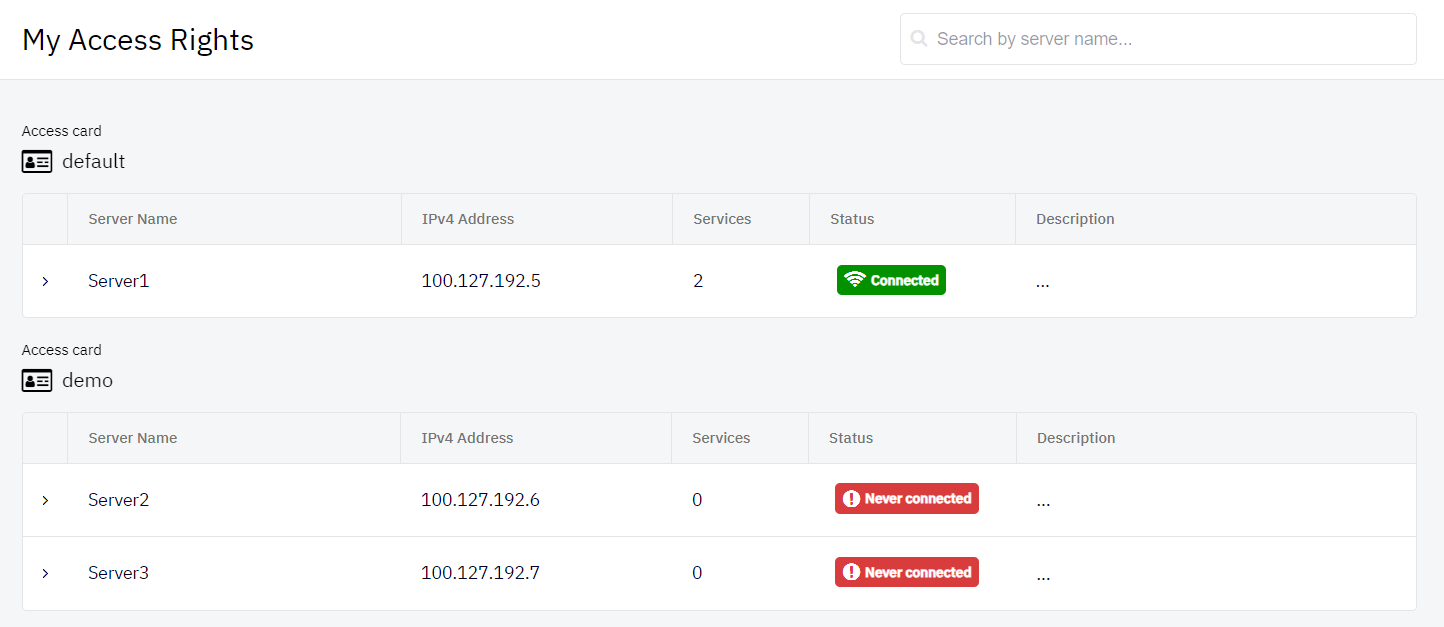 My Access Rights
Search by server name...
Access card
default
Server Name IPv4 Address Services Status Description
Server1 100.127.192.5 2 Connected ...
Access card
demo
Server Name IPv4 Address Services Status Description
Server2 100.127.192.6 0 Never connected ...
Server3 100.127.192.7 0 Never connected ...